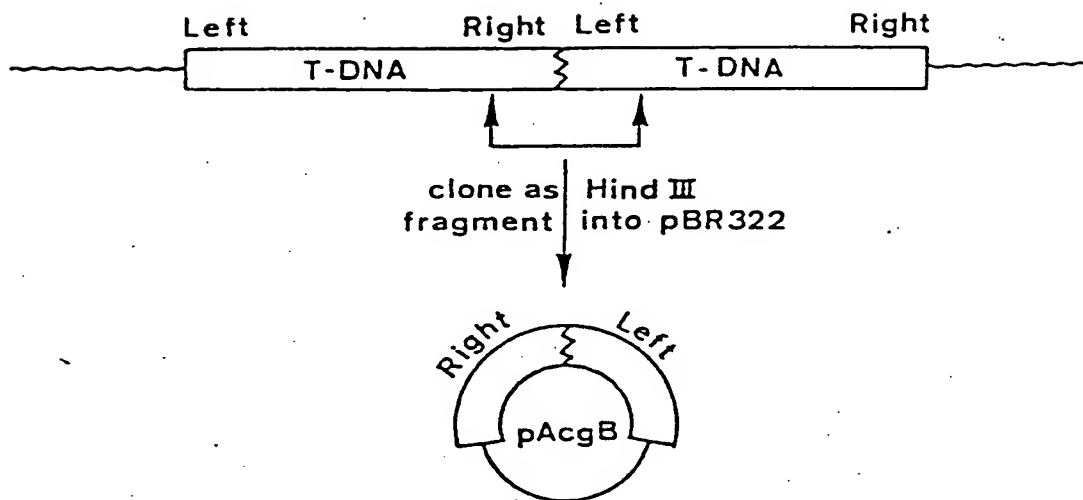 Left Right Left Right
T-DNA T-DNA
clone as Hind III
fragment into pBR322
Right Left
pAcgB